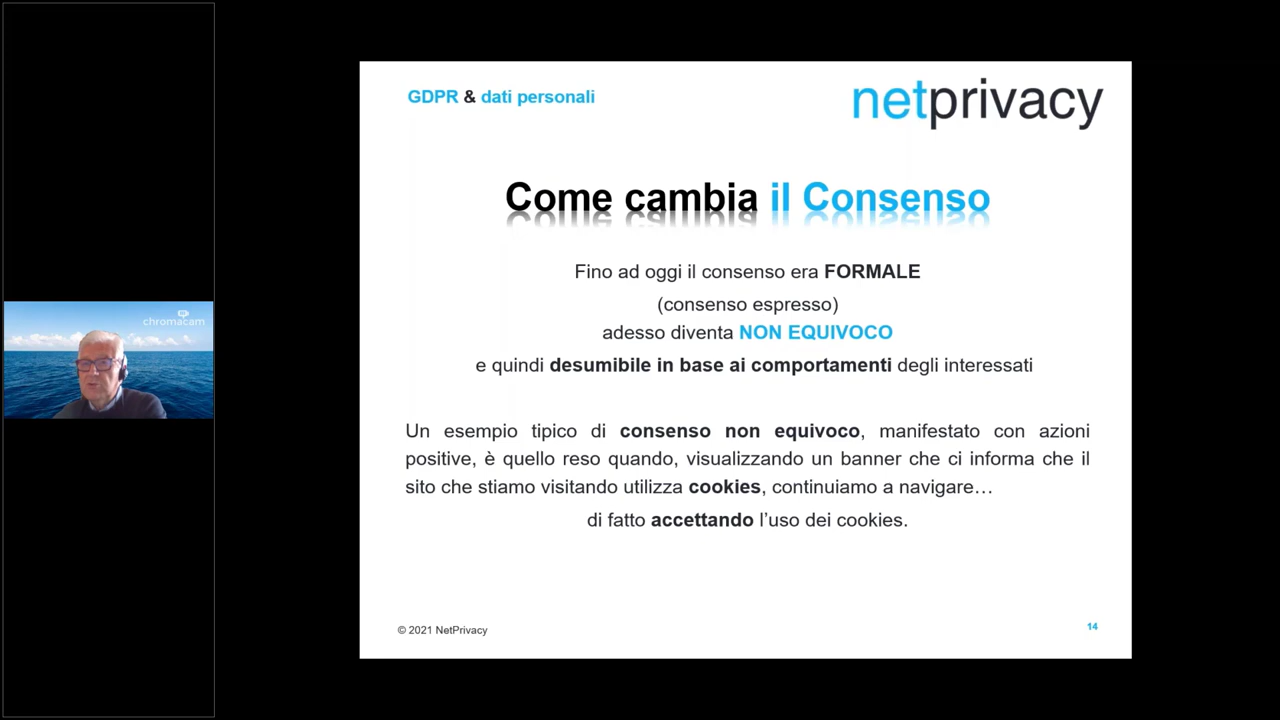 chromacam
GDPR & dati personali
netprivacy
Come cambia il Consenso
Fino ad oggi il consenso era FORMALE
(consenso espresso)
adesso diventa NON EQUIVOCO
e quindi desumibile in base ai comportamenti degli interessati
Un esempio tipico di consenso non equivoco, manifestato con azioni
positive, è quello reso quando, visualizzando un banner che ci informa che il
sito che stiamo visitando utilizza cookies, continuiamo a navigare…
di fatto accettando l’uso dei cookies.
© 2021 NetPrivacy
14